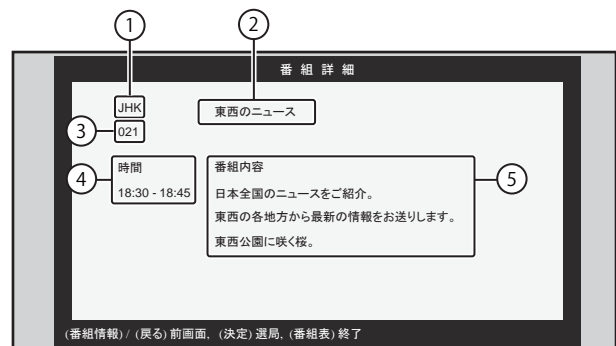 ① ②
番組詳細
JHK 東西のニュース
③ 021
④ 時間 番組内容 ⑤
18:30 - 18:45 日本全国のニュースをご紹介。
東西の各地方から最新の情報をお送りします。
東西公園に咲く桜。
(番組情報) / (戻る) 前画面, (決定) 選局, (番組表) 終了